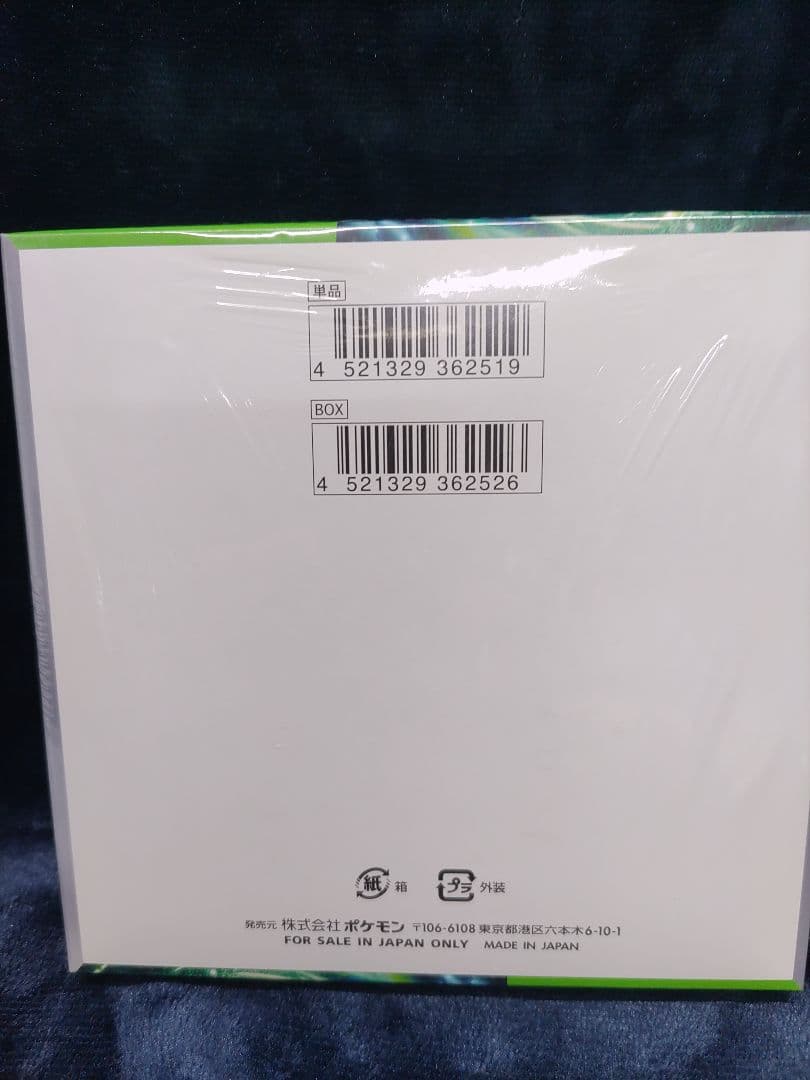 単品
4 521329 362519
BOX
4 521329 362526
紙 箱 プラ 外装
発売元 株式会社 ポケモン 〒106-6108 東京都港区六本木6-10-1
FOR SALE IN JAPAN ONLY MADE IN JAPAN